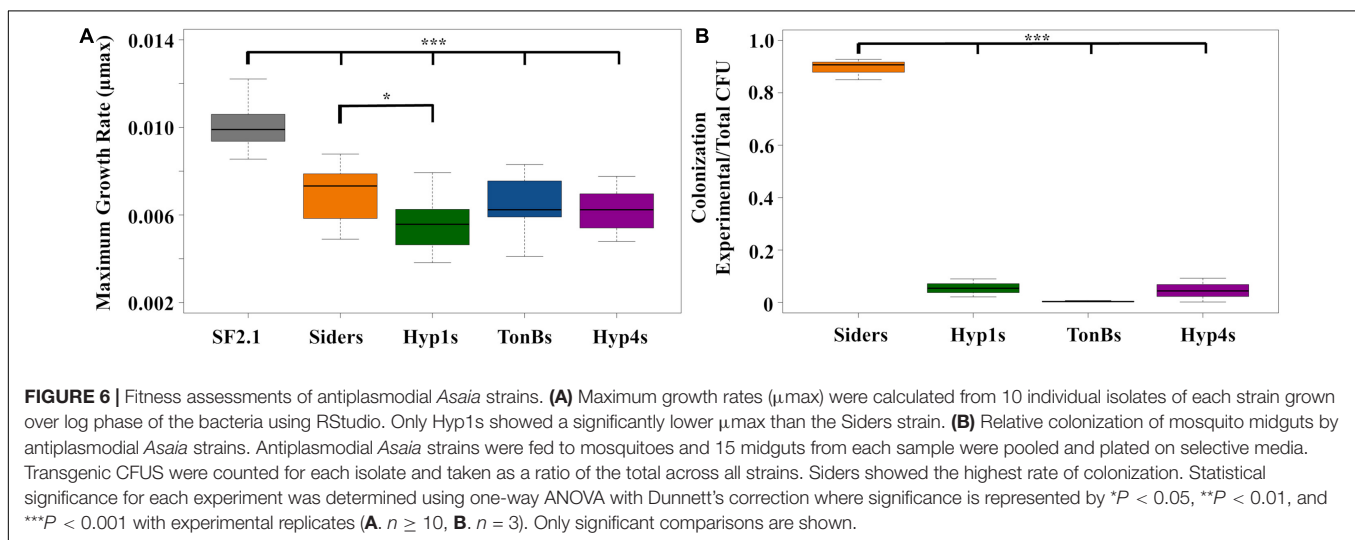 A
0.014
0.010
0.006
0.002
Maximum Growth Rate (μmax)
***
*
SF2.1 Siders Hyp1s TonBs Hyp4s
B
1.0
0.8
0.6
0.4
0.2
0
Colonization
Experimental/Total CFU
***
Siders Hyp1s TonBs Hyp4s
FIGURE 6 | Fitness assessments of antiplasmodial Asaia strains. (A) Maximum growth rates (μmax) were calculated from 10 individual isolates of each strain grown
over log phase of the bacteria using RStudio. Only Hyp1s showed a significantly lower μmax than the Siders strain. (B) Relative colonization of mosquito midguts by
antiplasmodial Asaia strains. Antiplasmodial Asaia strains were fed to mosquitoes and 15 midguts from each sample were pooled and plated on selective media.
Transgenic CFUS were counted for each isolate and taken as a ratio of the total across all strains. Siders showed the highest rate of colonization. Statistical
significance for each experiment was determined using one-way ANOVA with Dunnett's correction where significance is represented by *P < 0.05, **P < 0.01, and
***P < 0.001 with experimental replicates (A. n ≥ 10, B. n = 3). Only significant comparisons are shown.